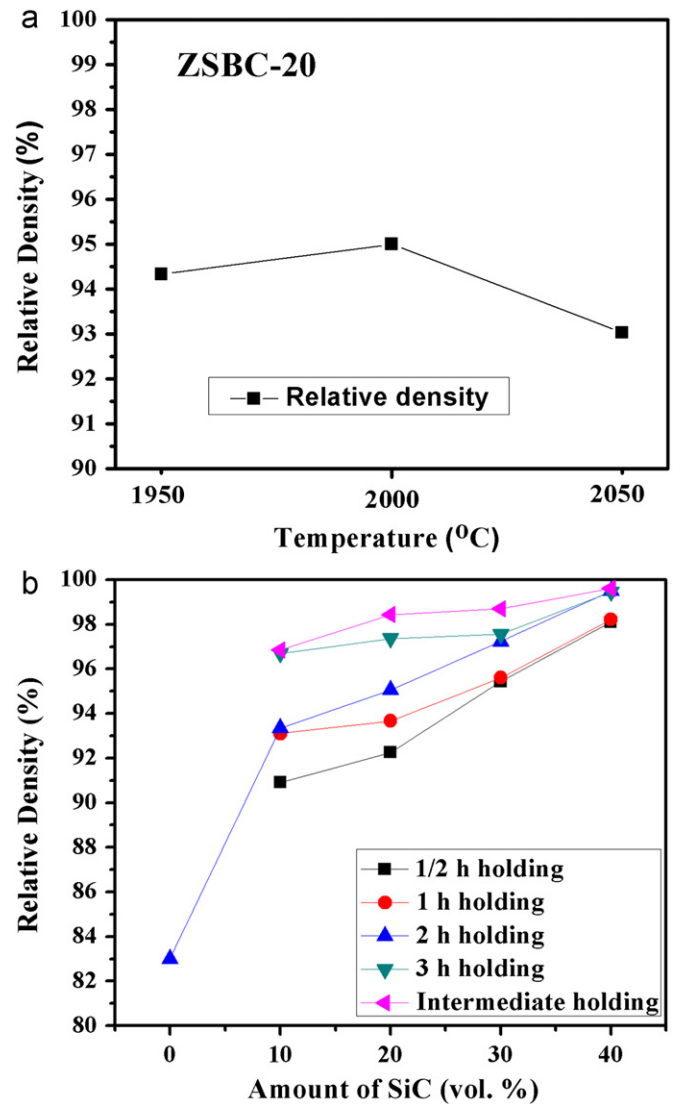 a
ZSBC-20
100
99
98
97
96
95
94
93
92
91
90
Relative Density (%)
Relative density
1950
2000
2050
Temperature (⁰C)
b
100
98
96
94
92
90
88
86
84
82
80
Relative Density (%)
1/2 h holding
1 h holding
2 h holding
3 h holding
Intermediate holding
0
10
20
30
40
Amount of SiC (vol. %)